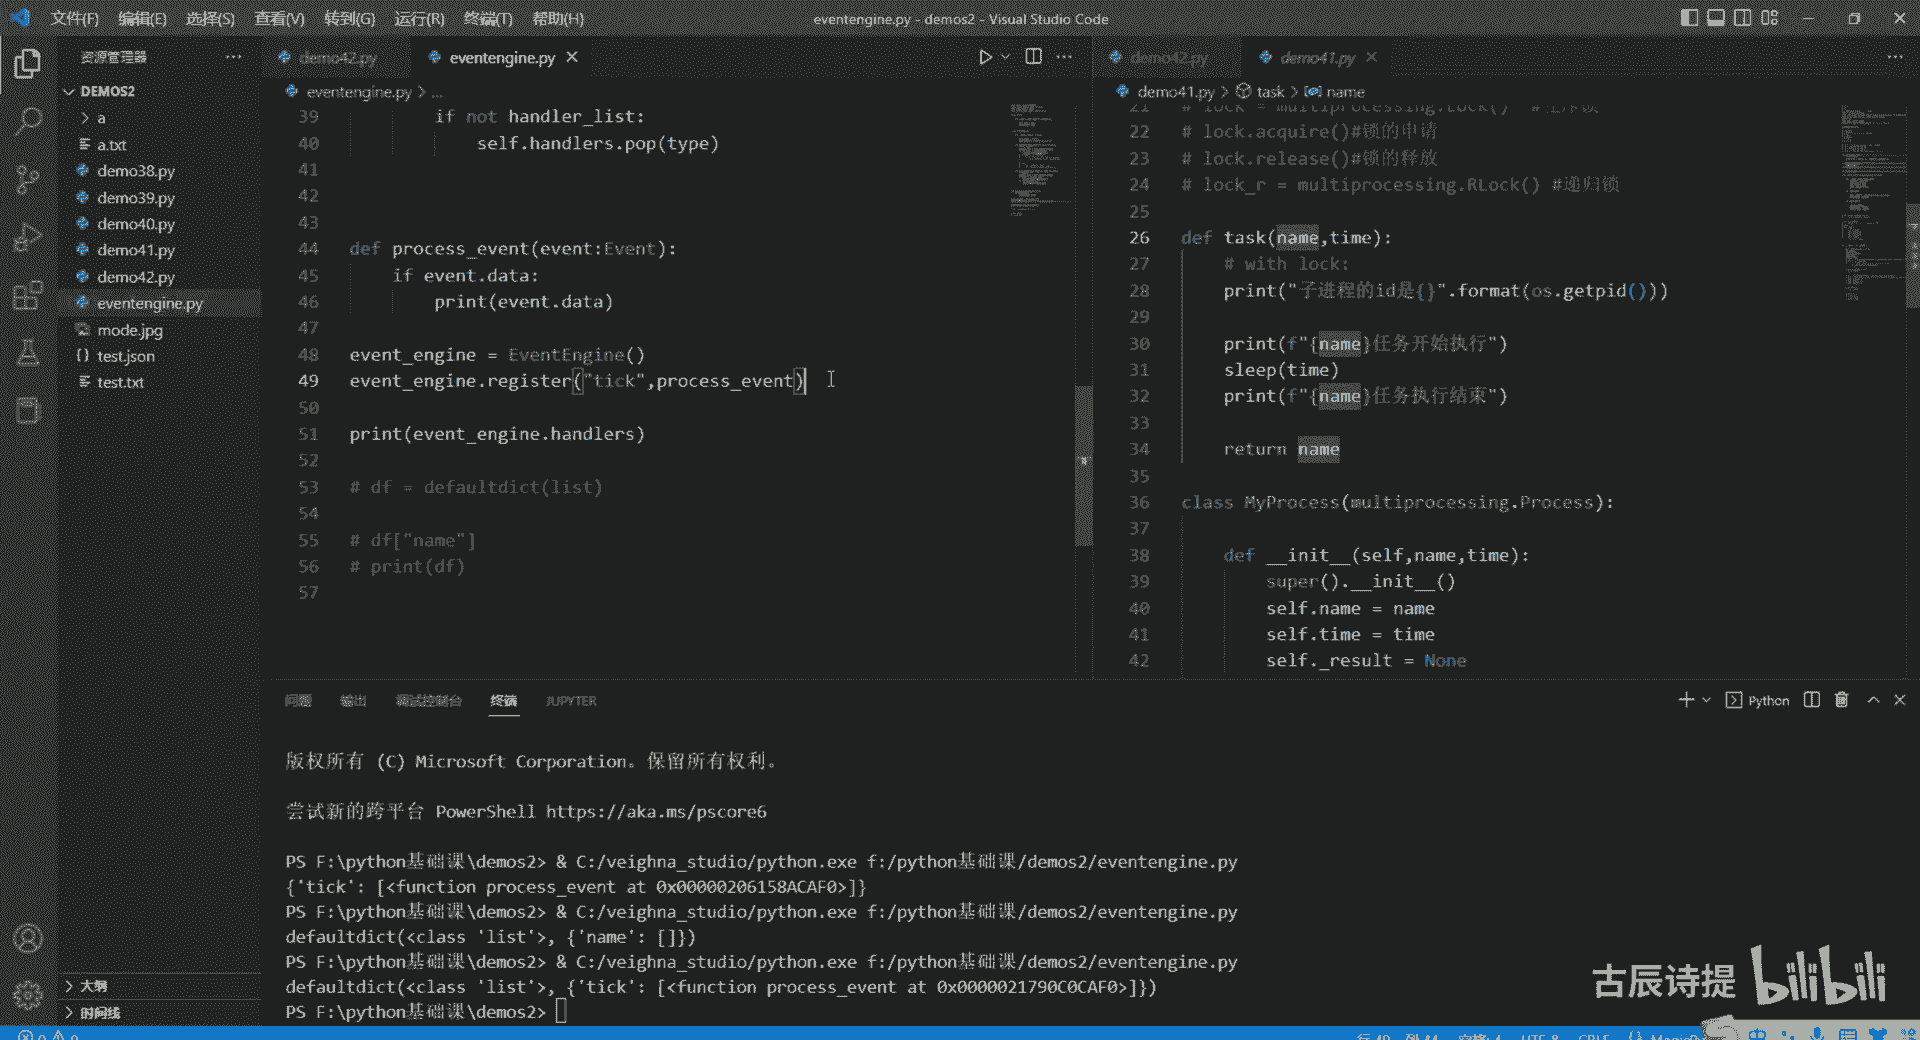 文件(F) 编辑(E) 选择(S) 查看(V) 转到(G) 运行(R) 终端(T) 帮助(H)
eventengine.py - demos2 - Visual Studio Code
资源管理器
DEMOS2
a
a.txt
demo38.py
demo39.py
demo40.py
demo41.py
demo42.py
eventengine.py
mode.jpg
test.json
test.txt
大纲
时间线
demo42.py
eventengine.py
eventengine.py > ...
39 if not handler_list:
40 self.handlers.pop(type)
41
42
43
44 def process_event(event:Event):
45 if event.data:
46 print(event.data)
47
48 event_engine = EventEngine()
49 event_engine.register("tick",process_event)
50
51 print(event_engine.handlers)
52
53 # df = defaultdict(list)
54
55 # df["name"]
56 # print(df)
57
demo42.py
demo41.py
demo41.py > task > name
21 # lock = multiprocessing.Lock()
22 # lock.acquire()#锁的申请
23 # lock.release()#锁的释放
24 # lock_r = multiprocessing.RLock() #递归锁
25
26 def task(name,time):
27 # with lock:
28 print("子进程的id是{}".format(os.getpid()))
29
30 print(f"{name}任务开始执行")
31 sleep(time)
32 print(f"{name}任务执行结束")
33
34 return name
35
36 class MyProcess(multiprocessing.Process):
37
38 def __init__(self,name,time):
39 super().__init__()
40 self.name = name
41 self.time = time
42 self._result = None
问题 输出 调试控制台 终端 JUPYTER
Python
版权所有 (C) Microsoft Corporation。保留所有权利。
尝试新的跨平台 PowerShell https://aka.ms/pscore6
PS F:\python基础课\demos2> & C:/veighna_studio/python.exe f:/python基础课/demos2/eventengine.py
{'tick': [<function process_event at 0x00000206158ACAF0>]}
PS F:\python基础课\demos2> & C:/veighna_studio/python.exe f:/python基础课/demos2/eventengine.py
defaultdict(<class 'list'>, {'name': []})
PS F:\python基础课\demos2> & C:/veighna_studio/python.exe f:/python基础课/demos2/eventengine.py
defaultdict(<class 'list'>, {'tick': [<function process_event at 0x0000021790C0CAF0>]})
PS F:\python基础课\demos2>
古辰诗提 bilibili